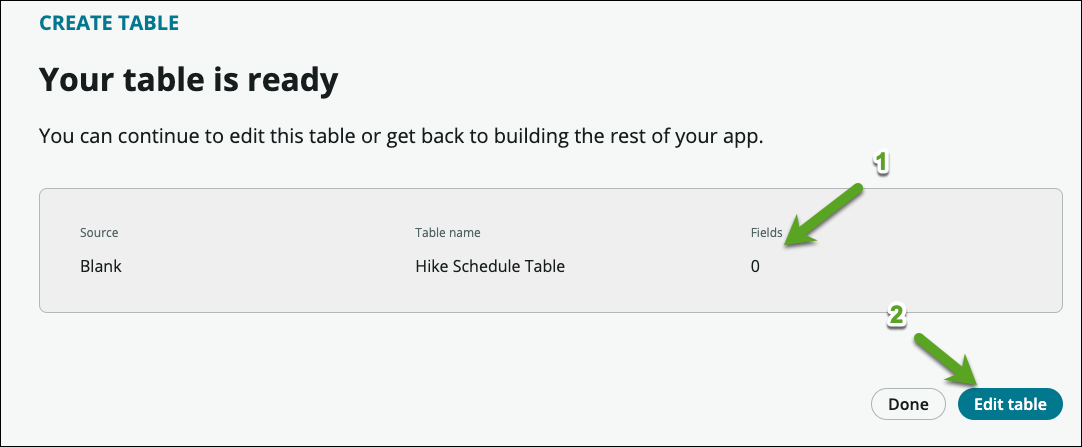 CREATE TABLE
Your table is ready
You can continue to edit this table or get back to building the rest of your app.
1
Source Table name Fields
Blank Hike Schedule Table 0
2
Done Edit table